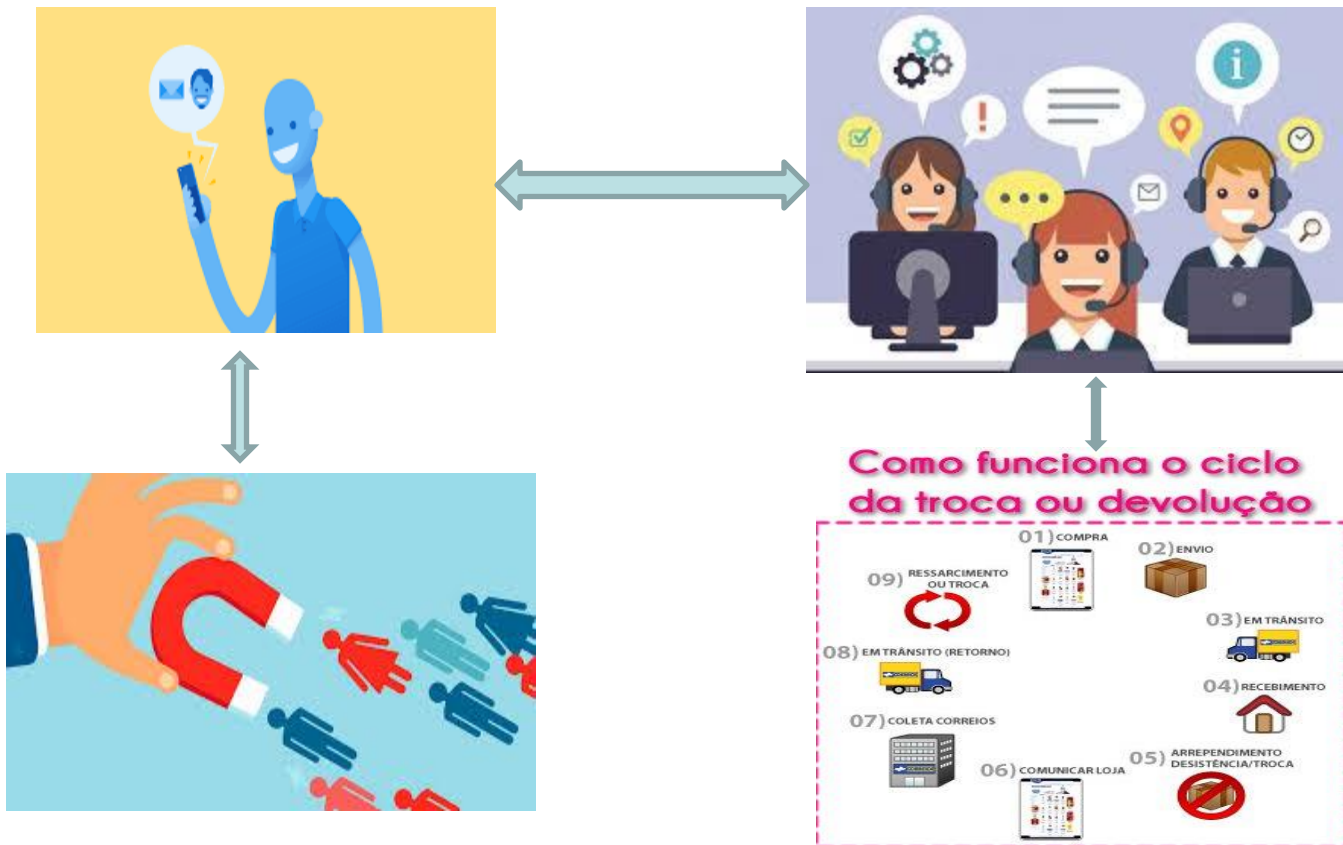 Como funciona o ciclo
da troca ou devolução
01) COMPRA
02) ENVIO
03) EM TRÂNSITO
04) RECEBIMENTO
05) ARREPENDIMENTO
DESISTÊNCIA/TROCA
06) COMUNICAR LOJA
07) COLETA CORREIOS
08) EM TRÂNSITO (RETORNO)
09) RESSARCIMENTO
OU TROCA